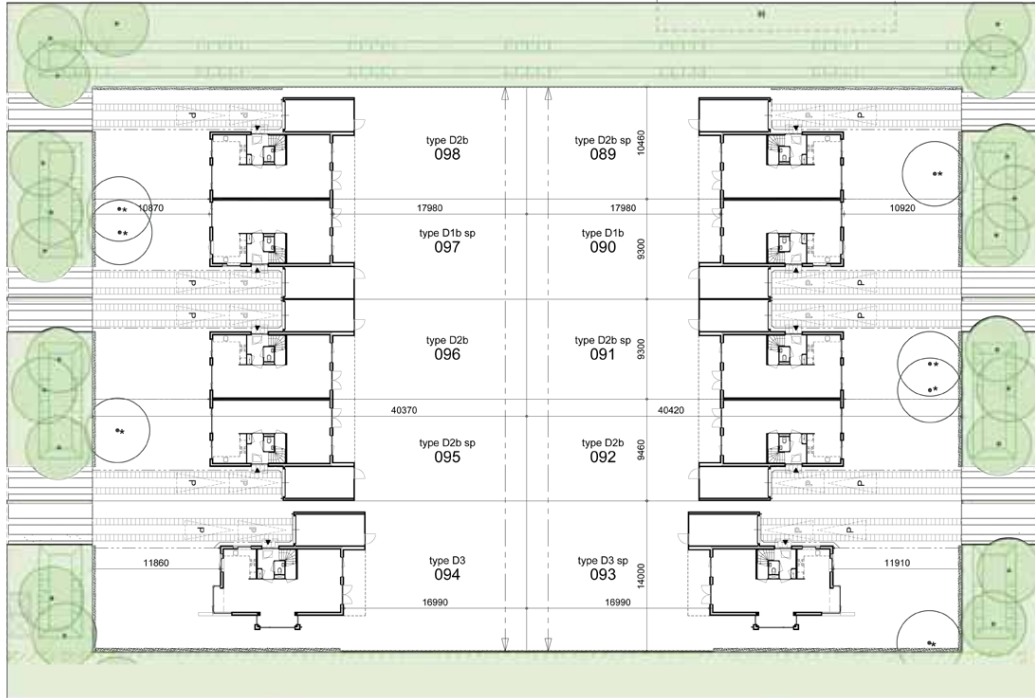 H
P P P P
type D2b
098
type D2b sp
089
10460
10870
17980
17980
10920
type D1b sp
097
type D1b
090
9300
P P P P
P P P P
type D2b
096
type D2b sp
091
9300
40370
40420
type D2b sp
095
type D2b
092
9460
P P P P
P P P P
11860
type D3
094
type D3 sp
093
14000
11910
16990
16990